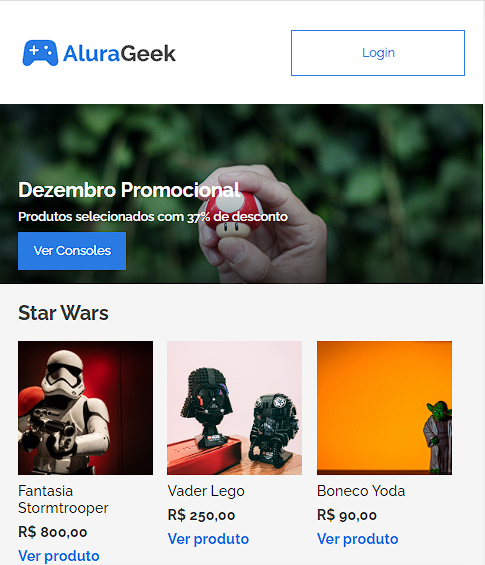 AluraGeek
Login
Dezembro Promocional
Produtos selecionados com 37% de desconto
Ver Consoles
Star Wars
Fantasia
Stormtrooper
R$ 800,00
Ver produto
Vader Lego
R$ 250,00
Ver produto
Boneco Yoda
R$ 90,00
Ver produto